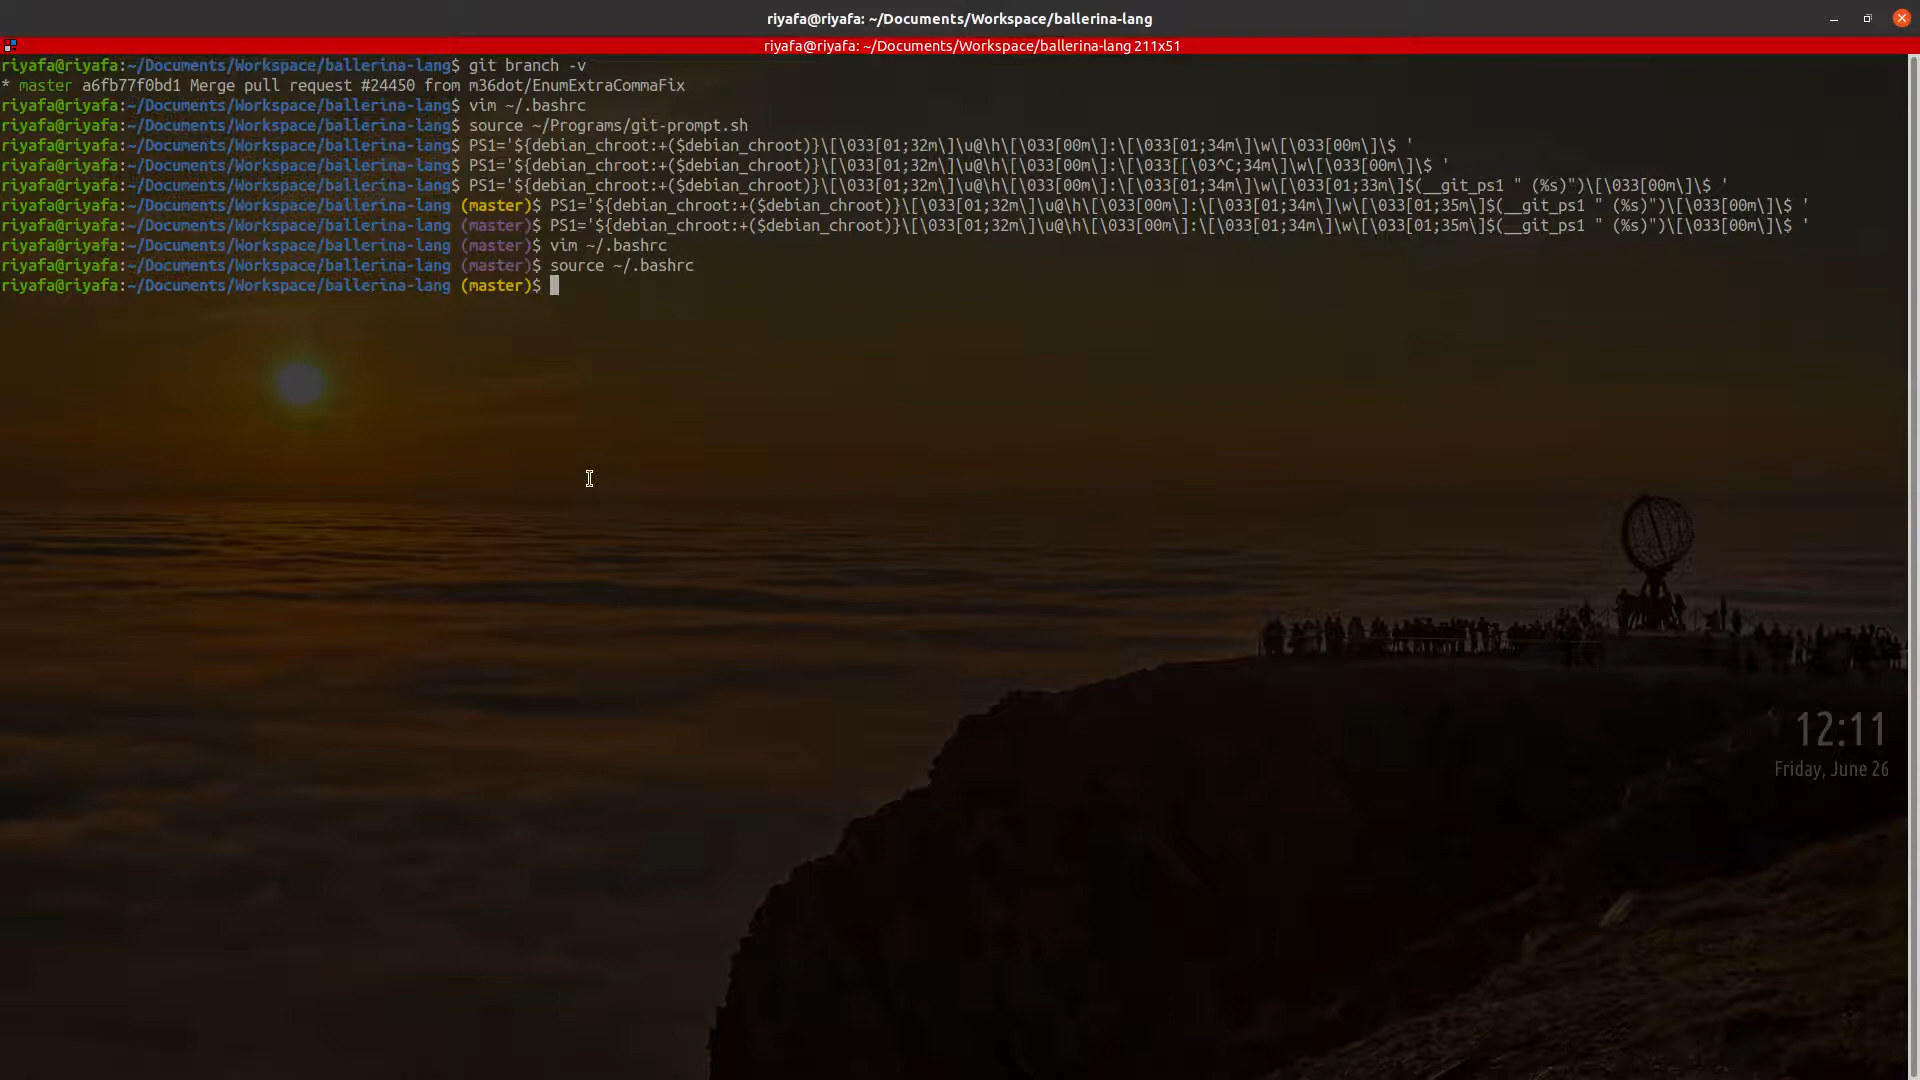 riyafa@riyafa: ~/Documents/Workspace/ballerina-lang
riyafa@riyafa: ~/Documents/Workspace/ballerina-lang 211x51
riyafa@riyafa:~/Documents/Workspace/ballerina-lang$ git branch -v
* master a6fb77f0bd1 Merge pull request #24450 from m36dot/EnumExtraCommaFix
riyafa@riyafa:~/Documents/Workspace/ballerina-lang$ vim ~/.bashrc
riyafa@riyafa:~/Documents/Workspace/ballerina-lang$ source ~/Programs/git-prompt.sh
riyafa@riyafa:~/Documents/Workspace/ballerina-lang$ PS1='${debian_chroot:+($debian_chroot)}\[\033[01;32m\]\u@\h\[\033[00m\]:\[\033[01;34m\]\w\[\033[00m\]\$ '
riyafa@riyafa:~/Documents/Workspace/ballerina-lang$ PS1='${debian_chroot:+($debian_chroot)}\[\033[01;32m\]\u@\h\[\033[00m\]:\[\033[[\03^C;34m\]\w\[\033[00m\]\$ '
riyafa@riyafa:~/Documents/Workspace/ballerina-lang$ PS1='${debian_chroot:+($debian_chroot)}\[\033[01;32m\]\u@\h\[\033[00m\]:\[\033[01;34m\]\w\[\033[01;33m\]$(__git_ps1 " (%s)")\[\033[00m\]\$ '
riyafa@riyafa:~/Documents/Workspace/ballerina-lang (master)$ PS1='${debian_chroot:+($debian_chroot)}\[\033[01;32m\]\u@\h\[\033[00m\]:\[\033[01;34m\]\w\[\033[01;35m\]$(__git_ps1 " (%s)")\[\033[00m\]\$ '
riyafa@riyafa:~/Documents/Workspace/ballerina-lang (master)$ PS1='${debian_chroot:+($debian_chroot)}\[\033[01;32m\]\u@\h\[\033[00m\]:\[\033[01;34m\]\w\[\033[01;35m\]$(__git_ps1 " (%s)")\[\033[00m\]\$ '
riyafa@riyafa:~/Documents/Workspace/ballerina-lang (master)$ vim ~/.bashrc
riyafa@riyafa:~/Documents/Workspace/ballerina-lang (master)$ source ~/.bashrc
riyafa@riyafa:~/Documents/Workspace/ballerina-lang (master)$
12:11
Friday, June 26